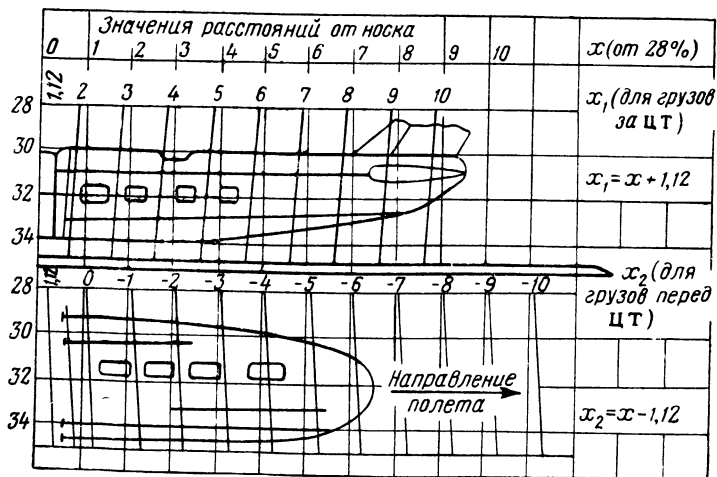 Значения расстояний от носка
0 1 2 3 4 5 6 7 8 9 10 x(от 28%)
1,12 2 3 4 5 6 7 8 9 10 x₁(для грузов
за ЦТ)
28
30
x₁=x+1,12
32
34
1,12 0 -1 -2 -3 -4 -5 -6 -7 -8 -9 -10 x₂(для
грузов перед
ЦТ)
28
30
32
Направление
полета
34
x₂=x-1,12